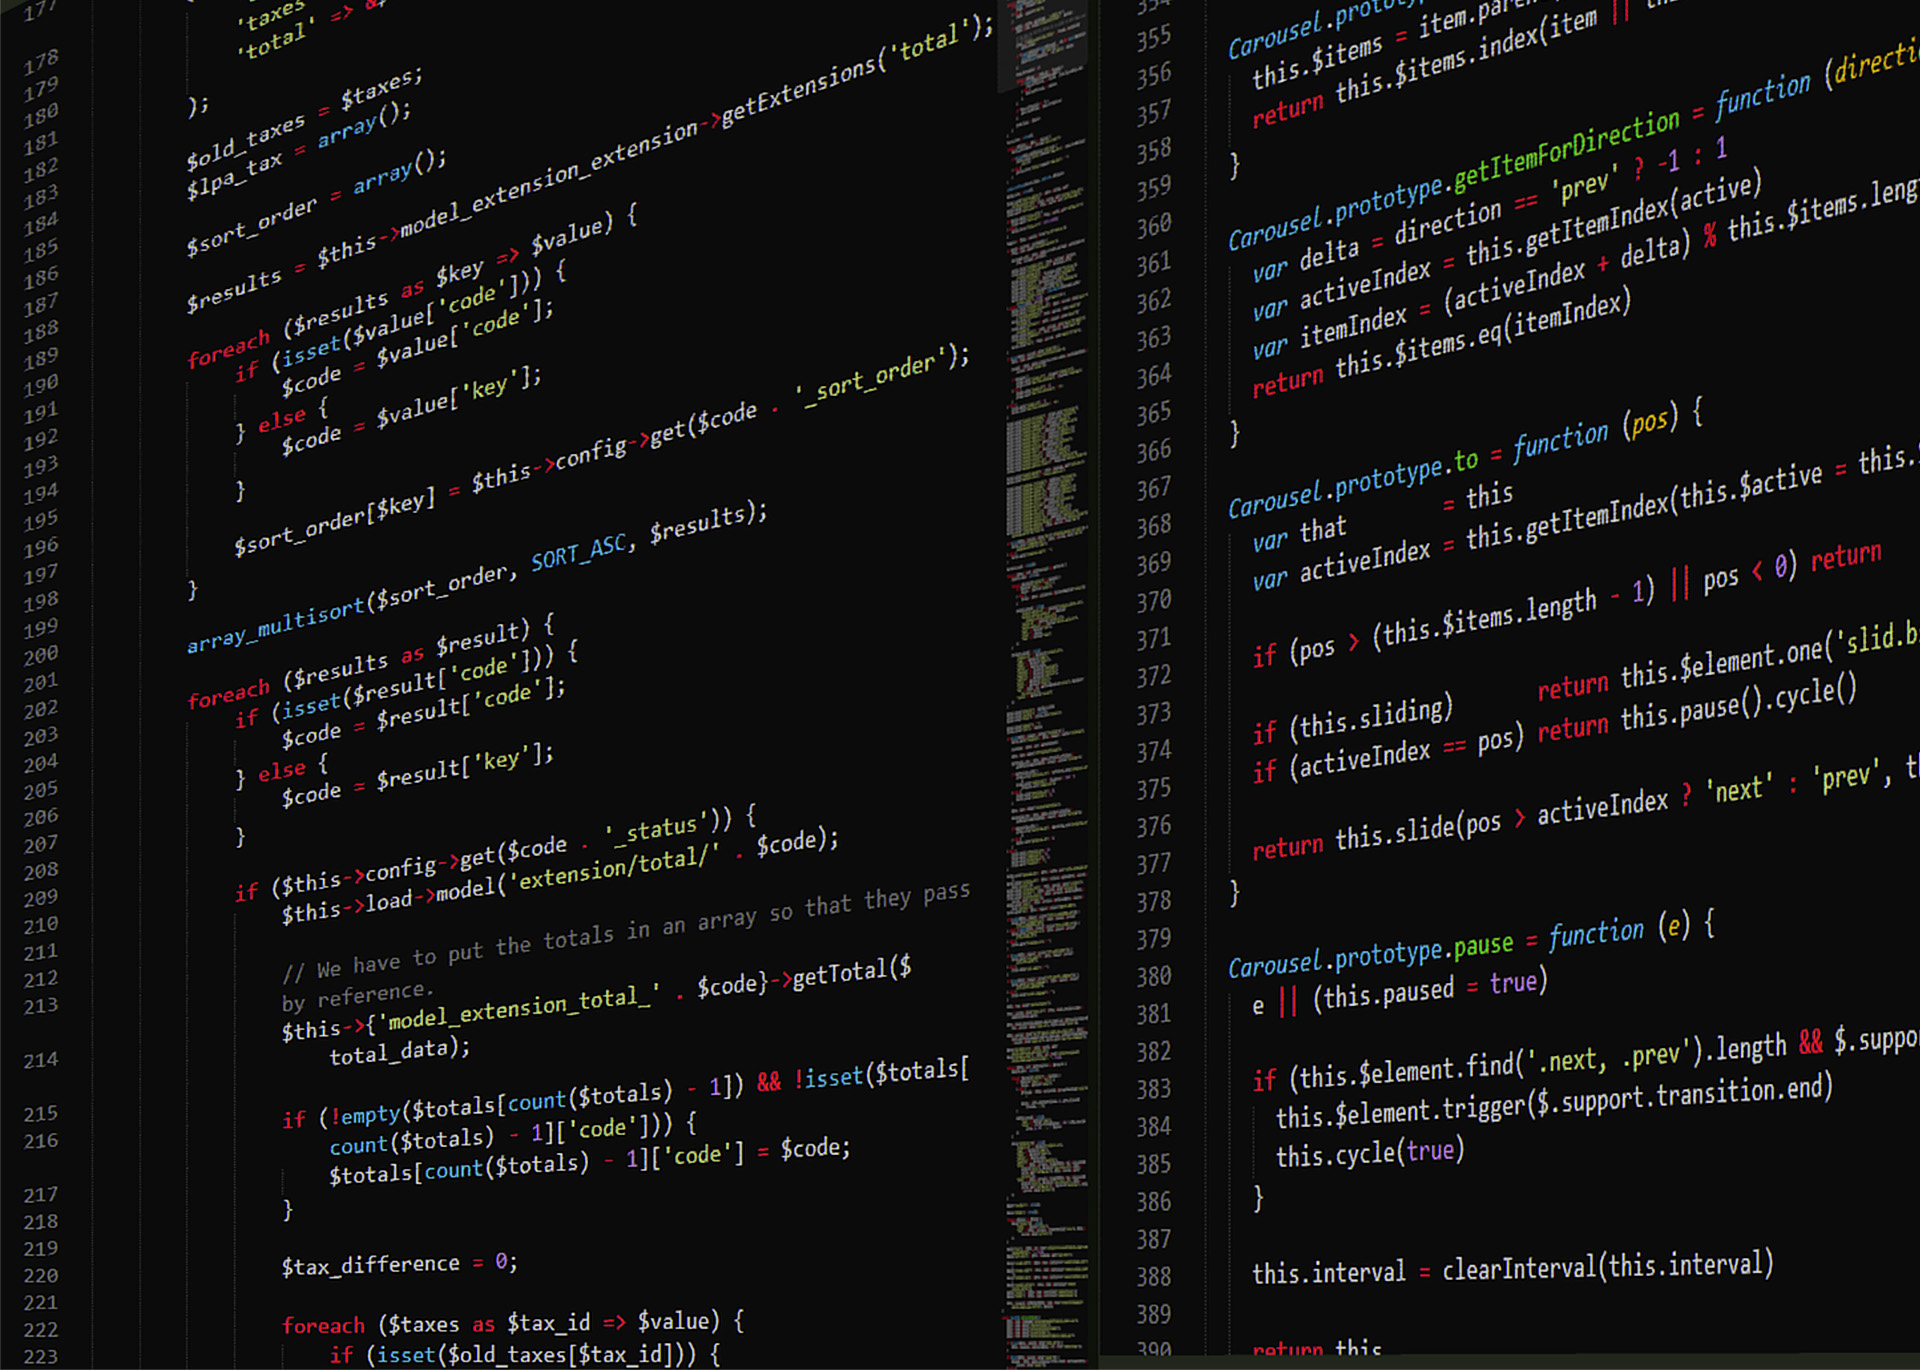 177
'taxes
178
'total' => &$
179
);
180
181
$old_taxes = $taxes;
182
$lpa_tax = array();
183
184
$sort_order = array();
185
186
$results = $this->model_extension_extension->getExtensions('total');
187
188
foreach ($results as $key => $value) {
189
if (isset($value['code'])) {
190
$code = $value['code'];
191
} else {
192
$code = $value['key'];
193
}
194
195
$sort_order[$key] = $this->config->get($code . '_sort_order');
196
}
197
198
array_multisort($sort_order, SORT_ASC, $results);
199
200
foreach ($results as $result) {
201
if (isset($result['code'])) {
202
$code = $result['code'];
203
} else {
204
$code = $result['key'];
205
}
206
207
if ($this->config->get($code . '_status')) {
208
$this->load->model('extension/total/' . $code);
209
210
// We have to put the totals in an array so that they pass
by reference.
211
$this->{'model_extension_total_' . $code}->getTotal($
total_data);
212
213
if (!empty($totals[count($totals) - 1]) && !isset($totals[
count($totals) - 1]['code'])) {
214
$totals[count($totals) - 1]['code'] = $code;
215
}
216
217
$tax_difference = 0;
218
219
foreach ($taxes as $tax_id => $value) {
220
if (isset($old_taxes[$tax_id])) {
221
222
223
354
355
Carousel.prototyp
356
this.$items = item.paren
357
return this.$items.index(item || th
358
}
359
360
Carousel.prototype.getItemForDirection = function (directi
361
var delta = direction == 'prev' ? -1 : 1
362
var activeIndex = this.getItemIndex(active)
363
var itemIndex = (activeIndex + delta) % this.$items.leng
364
return this.$items.eq(itemIndex)
365
}
366
367
Carousel.prototype.to = function (pos) {
368
var that = this
369
var activeIndex = this.getItemIndex(this.$active = this.
370
371
if (pos > (this.$items.length - 1) || pos < 0) return
372
373
if (this.sliding) return this.$element.one('slid.b
374
if (activeIndex == pos) return this.pause().cycle()
375
376
return this.slide(pos > activeIndex ? 'next' : 'prev', th
377
}
378
379
Carousel.prototype.pause = function (e) {
380
e || (this.paused = true)
381
382
if (this.$element.find('.next, .prev').length && $.suppo
383
this.$element.trigger($.support.transition.end)
384
this.cycle(true)
385
}
386
387
this.interval = clearInterval(this.interval)
388
389
return this
390